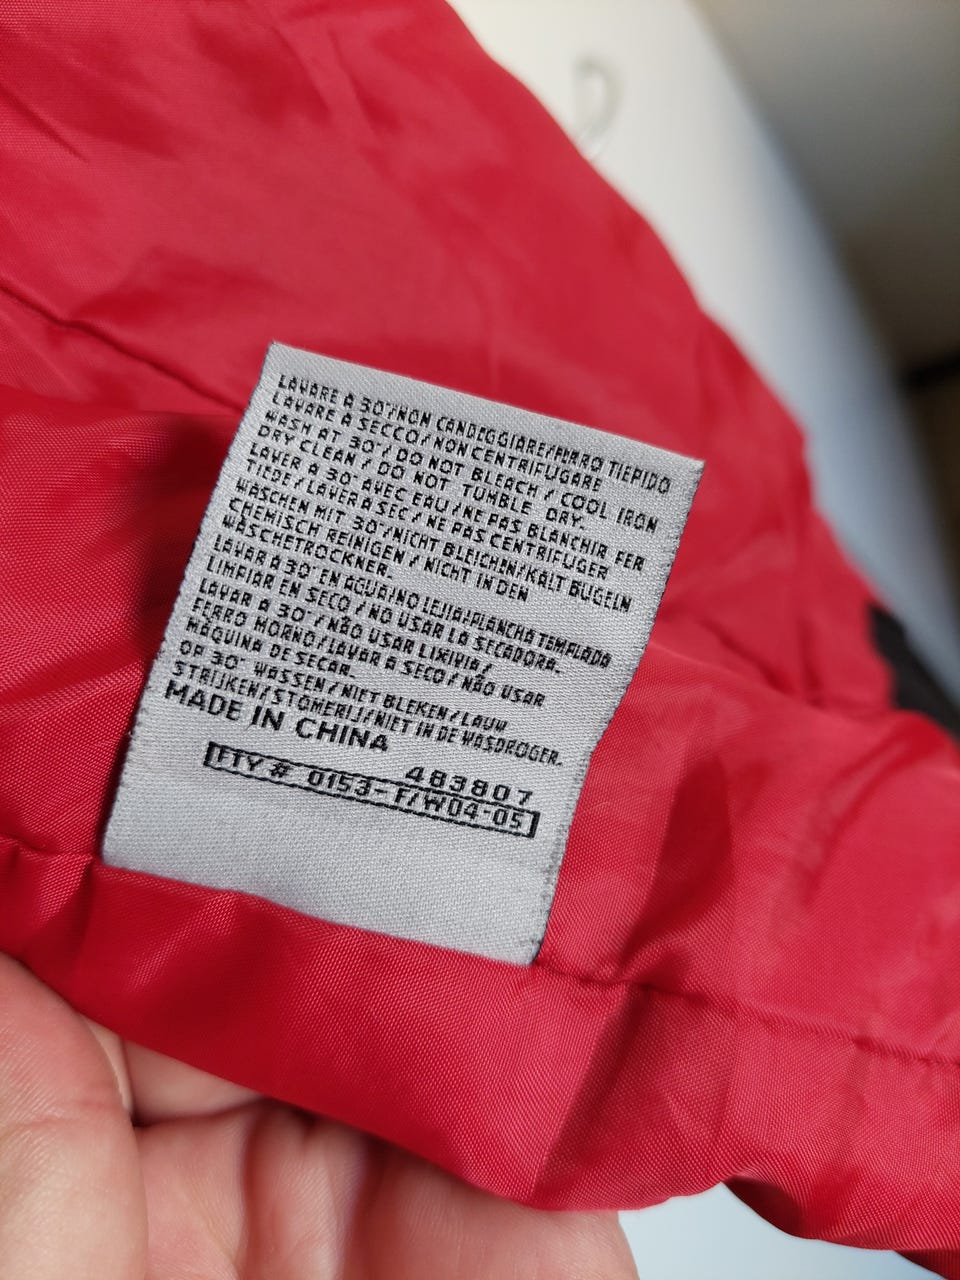 LAVARE A 30°/NON CANDEGGIARE/FERRO TIEPIDO
LAVARE A SECCO/NON CENTRIFUGARE
WASH AT 30°/DO NOT BLEACH / COOL IRON
DRY CLEAN / DO NOT TUMBLE DRY.
LAVER A 30° AVEC EAU/NE PAS BLANCHIR FER
TIEDE/LAVER A SEC/NE PAS CENTRIFUGER
WASCHEN MIT 30°/NICHT BLEICHEN/KALT BUGELN
CHEMISCH REINIGEN / NICHT IN DEN
WÄSCHETROCKNER.
LAVAR A 30° EN AGUA/NO LEJIA/PLANCHA TEMPLADA
LIMPIAR EN SECO/NO USAR LA SECADORA.
LAVAR A 30°/NÃO USAR LIXIVIA/
FERRO MORNO/LAVAR A SECO/NÃO USAR
MÁQUINA DE SECAR.
OP 30° WASSEN/NIET BLEKEN/LAUW
STRIJKEN/STOMERIJ/NIET IN DE WASDROGER.
MADE IN CHINA
483807
FTY # 0153-F/W04-05